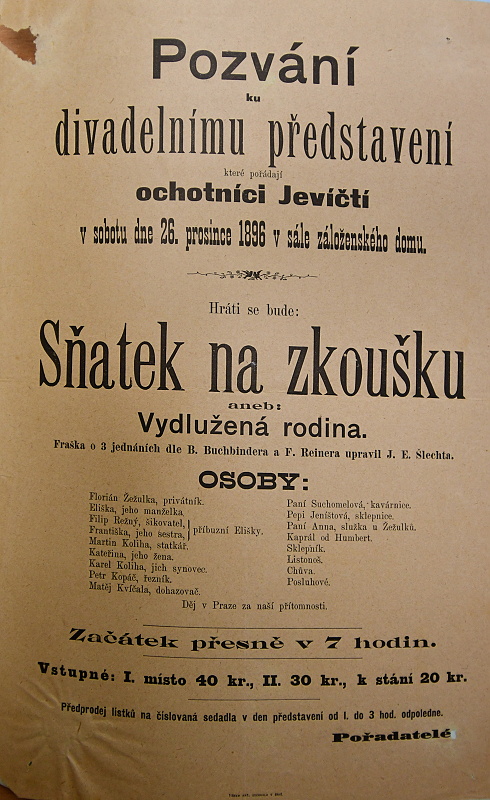 Pozvání
ku
divadelnímu představení
které pořádají
ochotníci Jevíčtí
v sobotu dne 26. prosince 1896 v sále záloženského domu.
Hráti se bude:
Sňatek na zkoušku
aneb:
Vydlužená rodina.
Fraška o 3 jednáních dle B. Buchbindera a F. Reinera upravil J. E. Šlechta.
OSOBY:
Florián Žežulka, privátník.
Eliška, jeho manželka
Filip Režný, šikovatel,
Františka, jeho sestra,
příbuzní Elišky.
Martin Koliha, statkář.
Kateřina, jeho žena.
Karel Koliha, jich synovec.
Petr Kopáč, řezník.
Matěj Kvíčala, dohazovač.
Paní Suchomelová, kavárnice.
Pepi Jeništová, sklepnice.
Paní Anna, služka u Žežulků.
Kaprál od Humbert.
Sklepník.
Listonoš.
Chůva.
Posluhové.
Děj v Praze za naší přítomnosti.
Začátek přesně v 7 hodin.
Vstupné: I. místo 40 kr., II. 30 kr., k stání 20 kr.
Předprodej lístků na číslovaná sedadla v den představení od 1. do 3 hod. odpoledne.
Pořadatelé